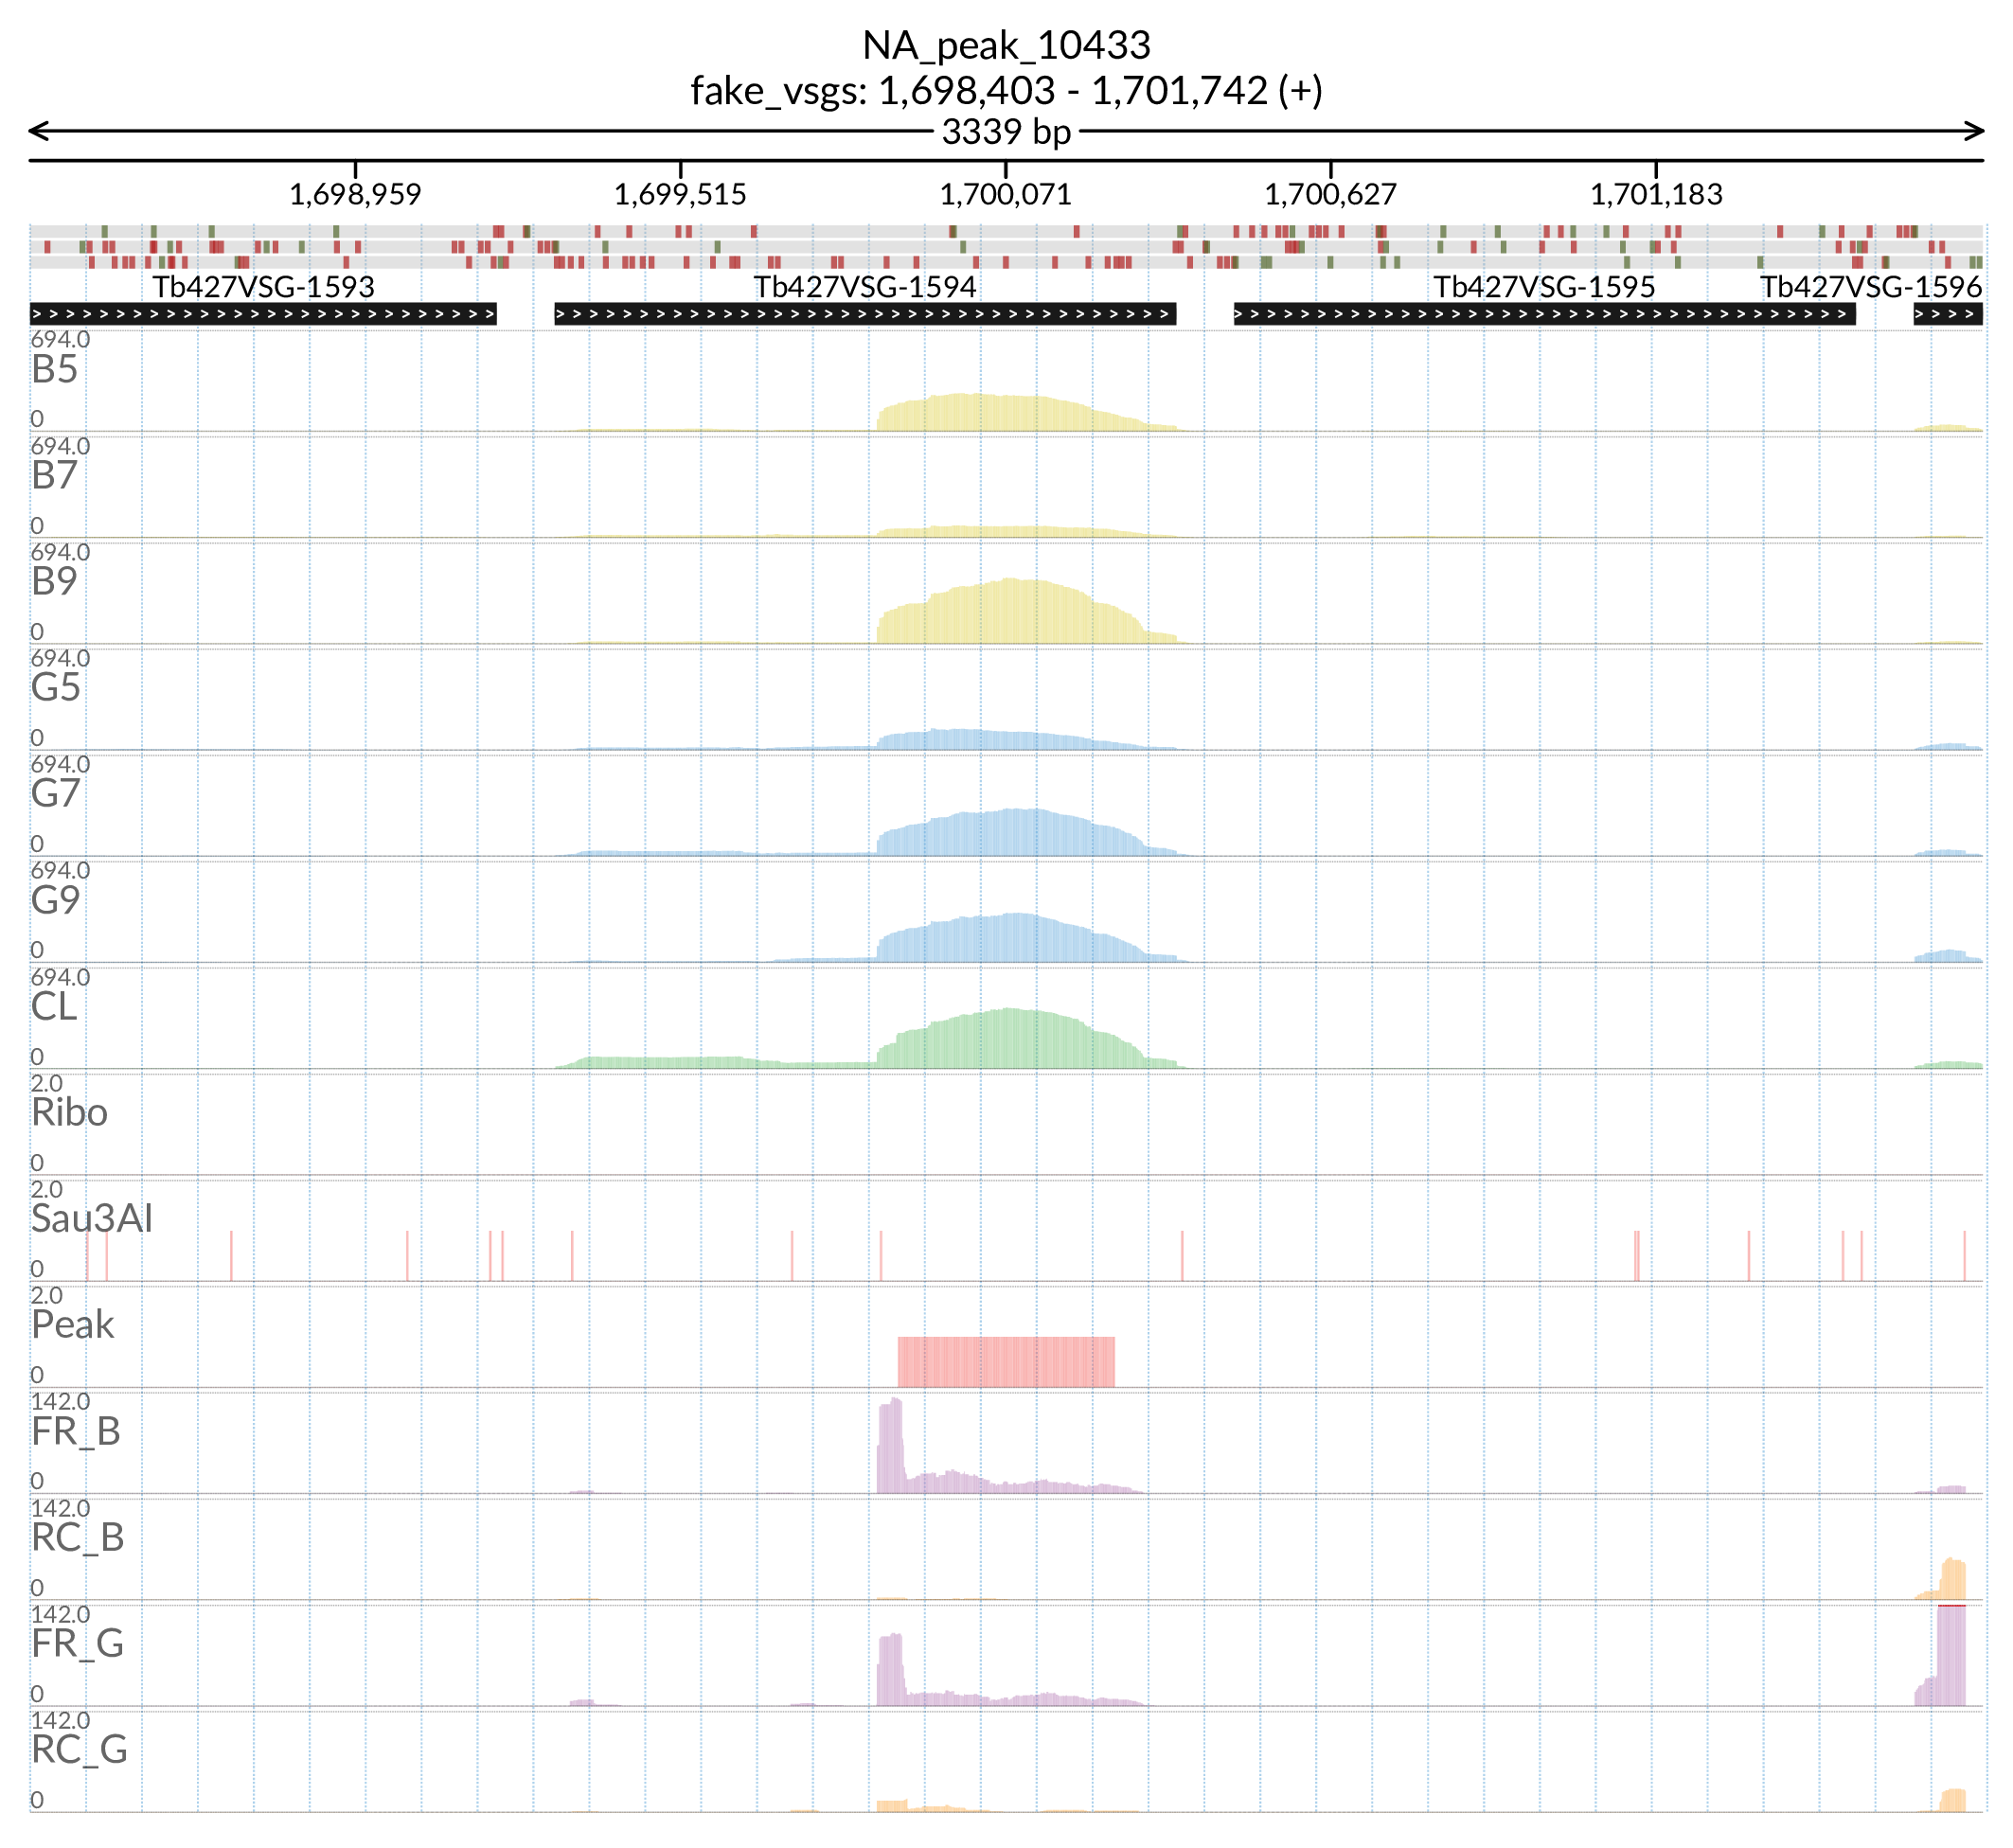 NA_peak_10433
fake_vsgs: 1,698,403 - 1,701,742 (+)
3339 bp
1,698,959 1,699,515 1,700,071 1,700,627 1,701,183
Tb427VSG-1593 Tb427VSG-1594 Tb427VSG-1595 Tb427VSG-1596
694.0
B5
0
694.0
B7
0
694.0
B9
0
694.0
G5
0
694.0
G7
0
694.0
G9
0
694.0
CL
0
2.0
Ribo
0
2.0
Sau3AI
0
2.0
Peak
0
142.0
FR_B
0
142.0
RC_B
0
142.0
FR_G
0
142.0
RC_G
0